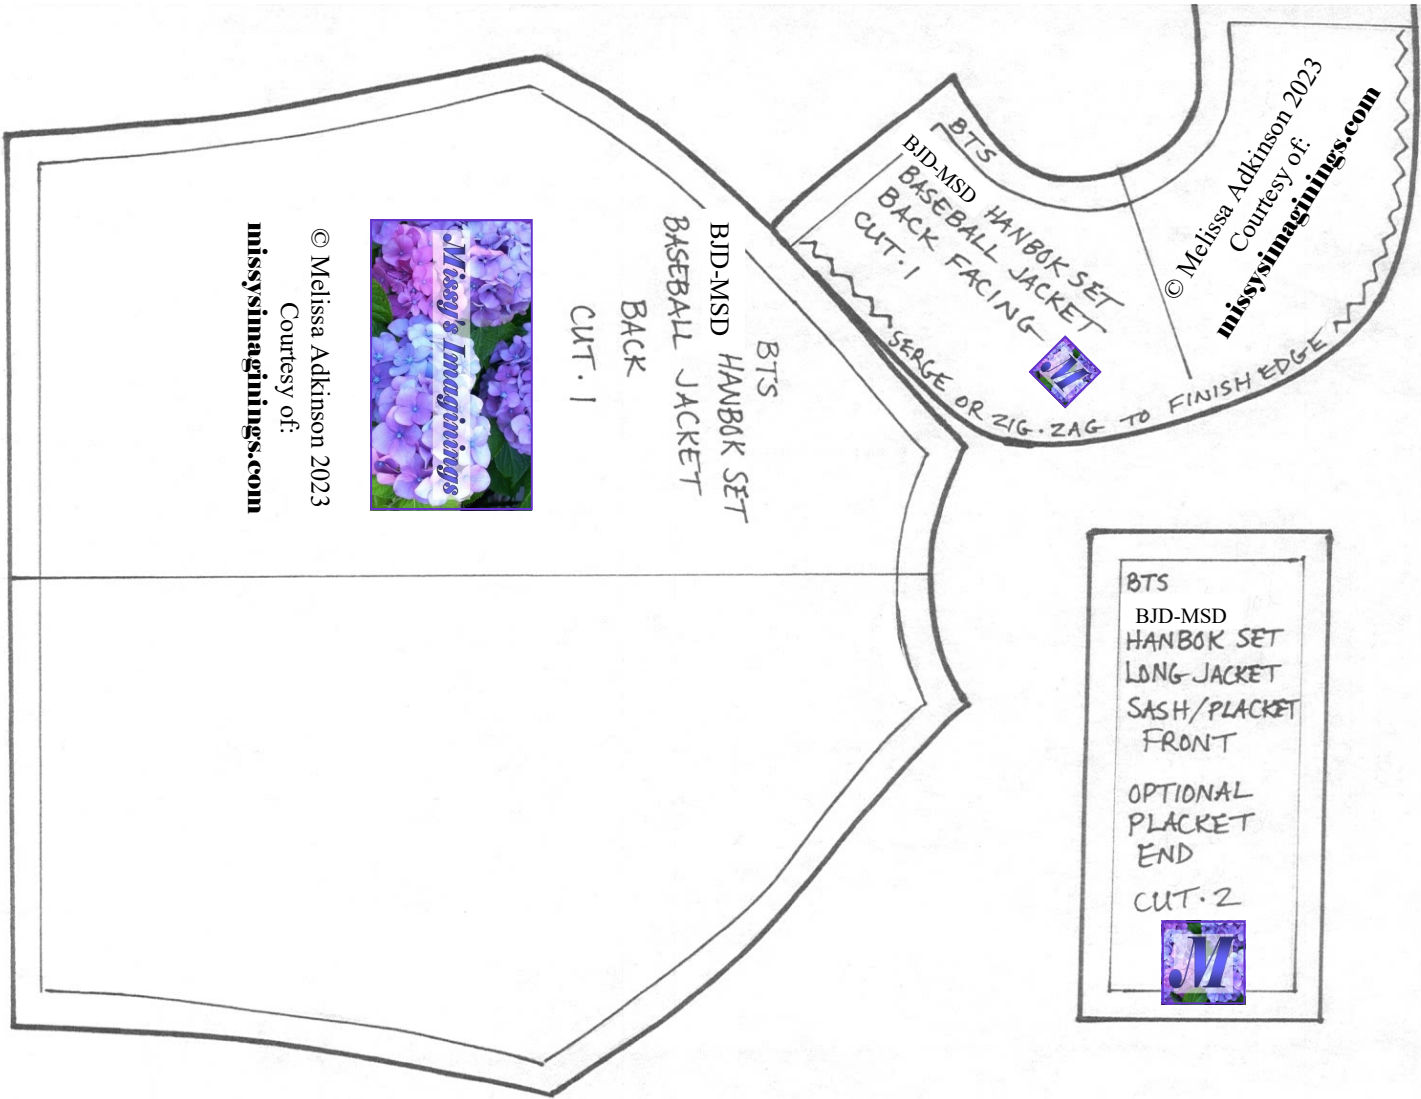 BTS
BJD-MSD HANBOK SET
BASEBALL JACKET
BACK
CUT·1
Missy's Imaginings
© Melissa Adkinson 2023
Courtesy of:
missysimaginings.com
BTS
BJD-MSD HANBOK SET
BASEBALL JACKET
BACK FACING
CUT·1
M
SERGE OR ZIG·ZAG TO FINISH EDGE
© Melissa Adkinson 2023
Courtesy of:
missysimaginings.com
BTS
BJD-MSD
HANBOK SET
LONG JACKET
SASH/PLACKET
FRONT
OPTIONAL
PLACKET
END
CUT·2
M